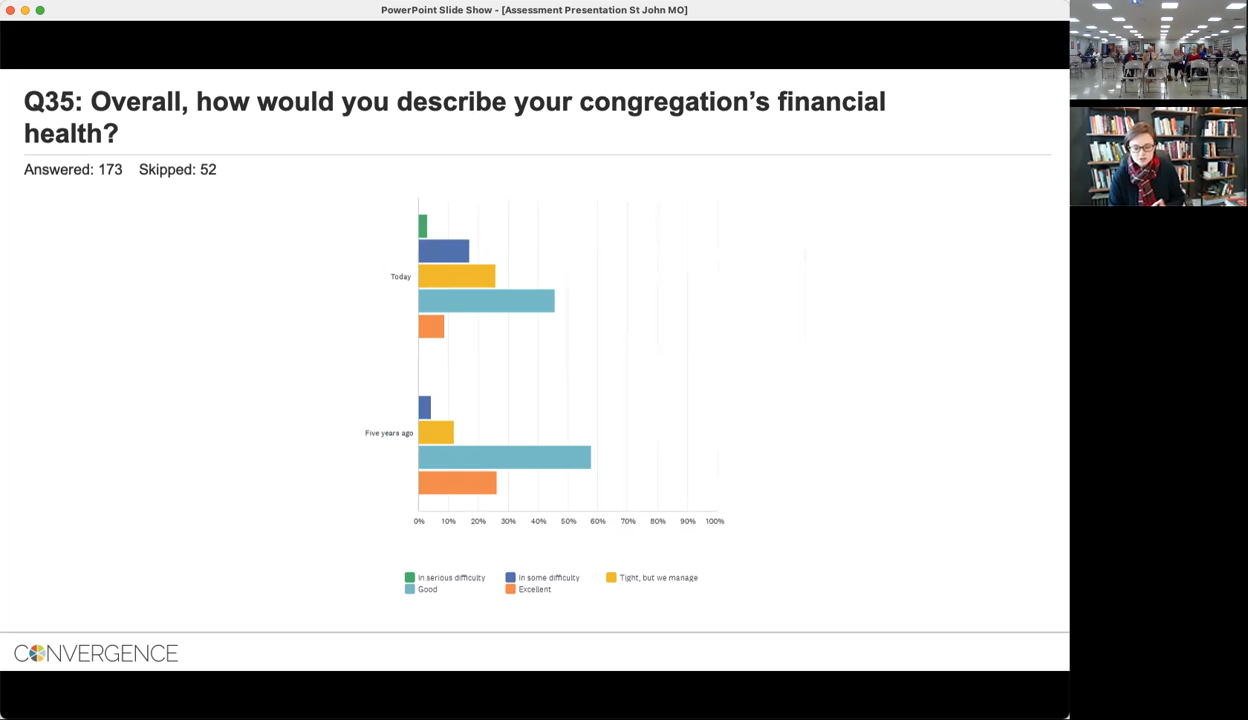 PowerPoint Slide Show - [Assessment Presentation St John MO]
Q35: Overall, how would you describe your congregation’s financial
health?
Answered: 173 Skipped: 52
Today
Five years ago
0% 10% 20% 30% 40% 50% 60% 70% 80% 90% 100%
In serious difficulty In some difficulty Tight, but we manage
Good Excellent
CONVERGENCE